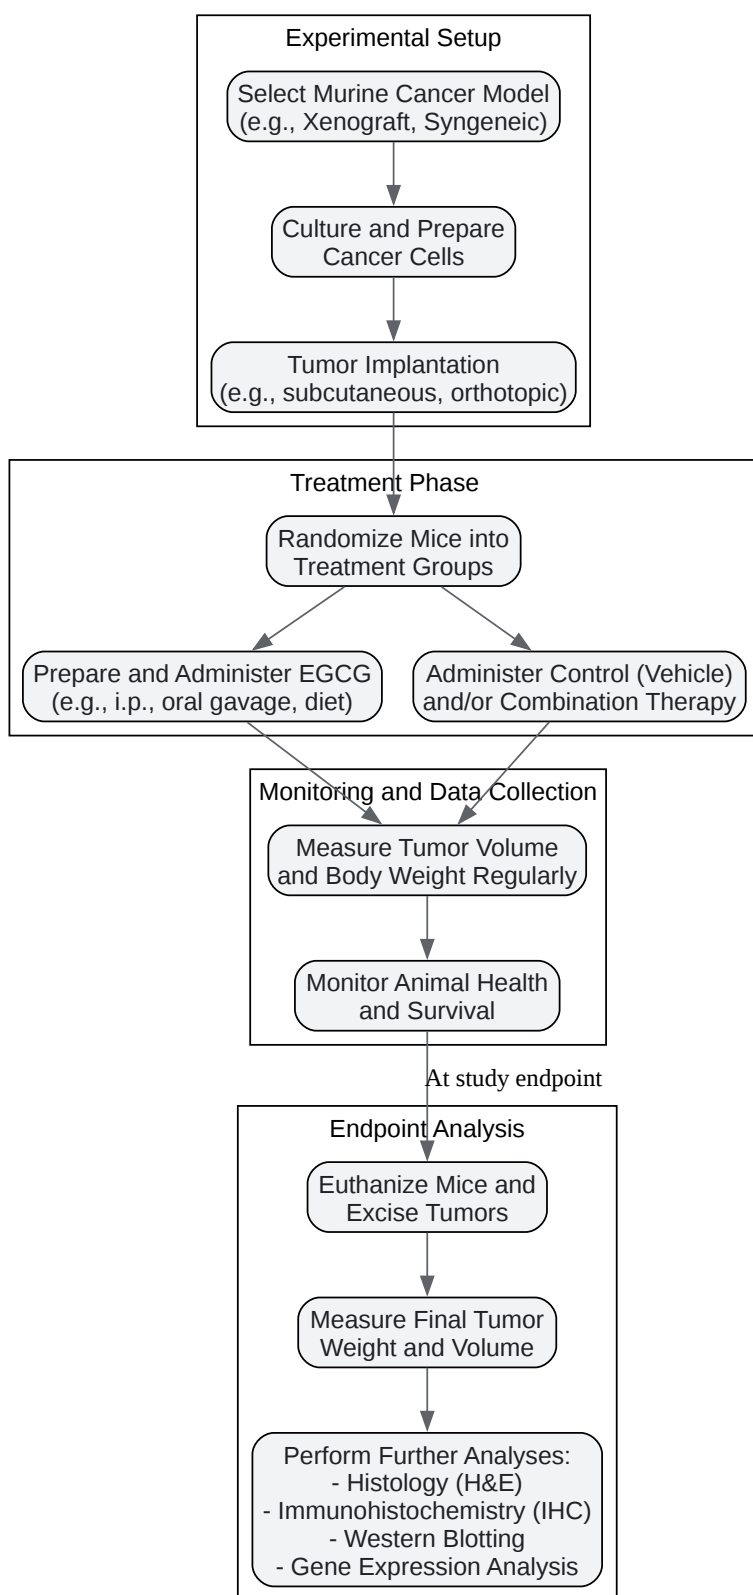 Experimental Setup
Select Murine Cancer Model
(e.g., Xenograft, Syngeneic)
Culture and Prepare
Cancer Cells
Tumor Implantation
(e.g., subcutaneous, orthotopic)
Treatment Phase
Randomize Mice into
Treatment Groups
Prepare and Administer EGCG
(e.g., i.p., oral gavage, diet)
Administer Control (Vehicle)
and/or Combination Therapy
Monitoring and Data Collection
Measure Tumor Volume
and Body Weight Regularly
Monitor Animal Health
and Survival
At study endpoint
Endpoint Analysis
Euthanize Mice and
Excise Tumors
Measure Final Tumor
Weight and Volume
Perform Further Analyses:
- Histology (H&E)
- Immunohistochemistry (IHC)
- Western Blotting
- Gene Expression Analysis